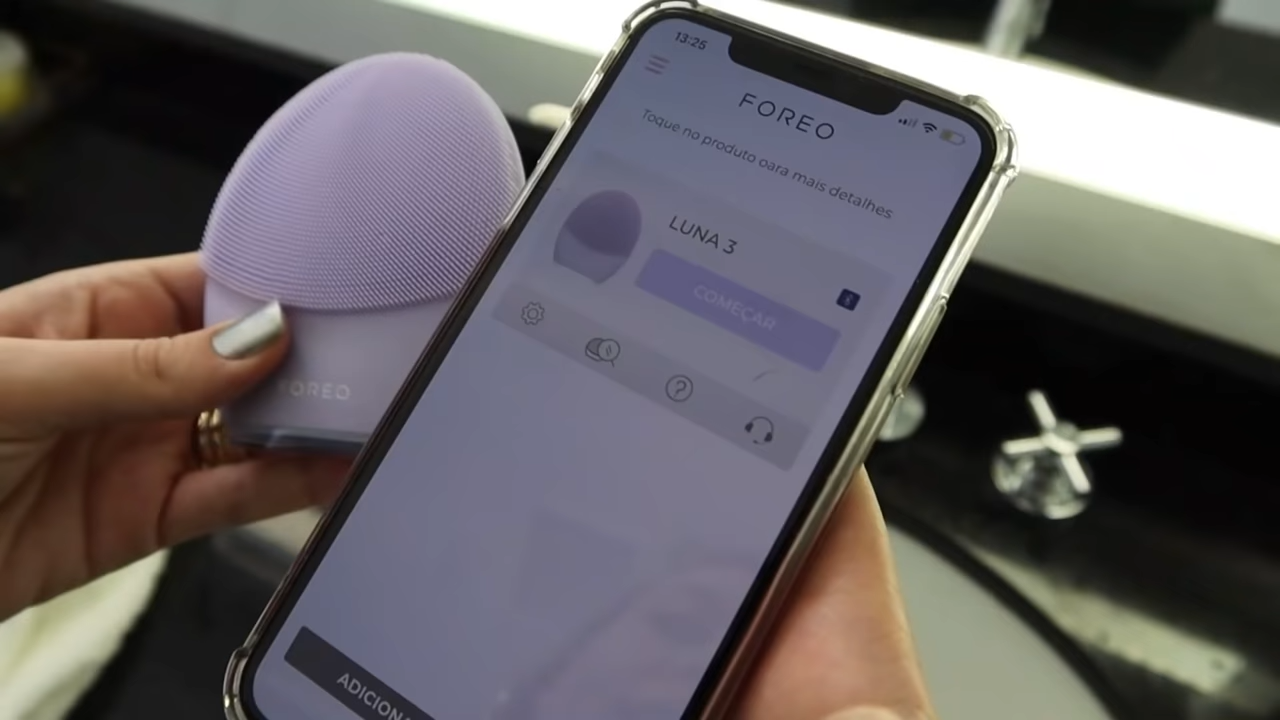 13:25
FOREO
Toque no produto oara mais detalhes
LUNA 3
COMEÇAR
FOREO